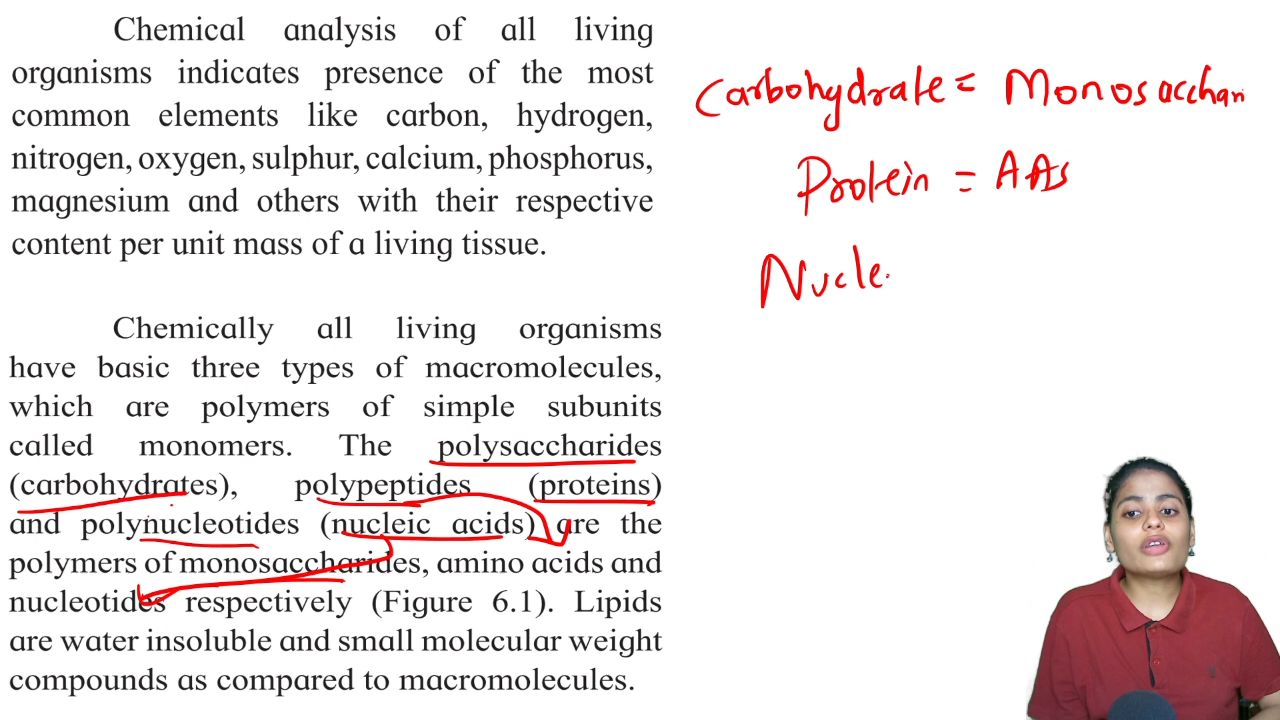 Chemical analysis of all living
organisms indicates presence of the most
common elements like carbon, hydrogen,
nitrogen, oxygen, sulphur, calcium, phosphorus,
magnesium and others with their respective
content per unit mass of a living tissue.
Chemically all living organisms
have basic three types of macromolecules,
which are polymers of simple subunits
called monomers. The polysaccharides
(carbohydrates), polypeptides (proteins)
and polynucleotides (nucleic acids) are the
polymers of monosaccharides, amino acids and
nucleotides respectively (Figure 6.1). Lipids
are water insoluble and small molecular weight
compounds as compared to macromolecules.
Carbohydrate = Monosacchari
Protein = AAs
Nucle